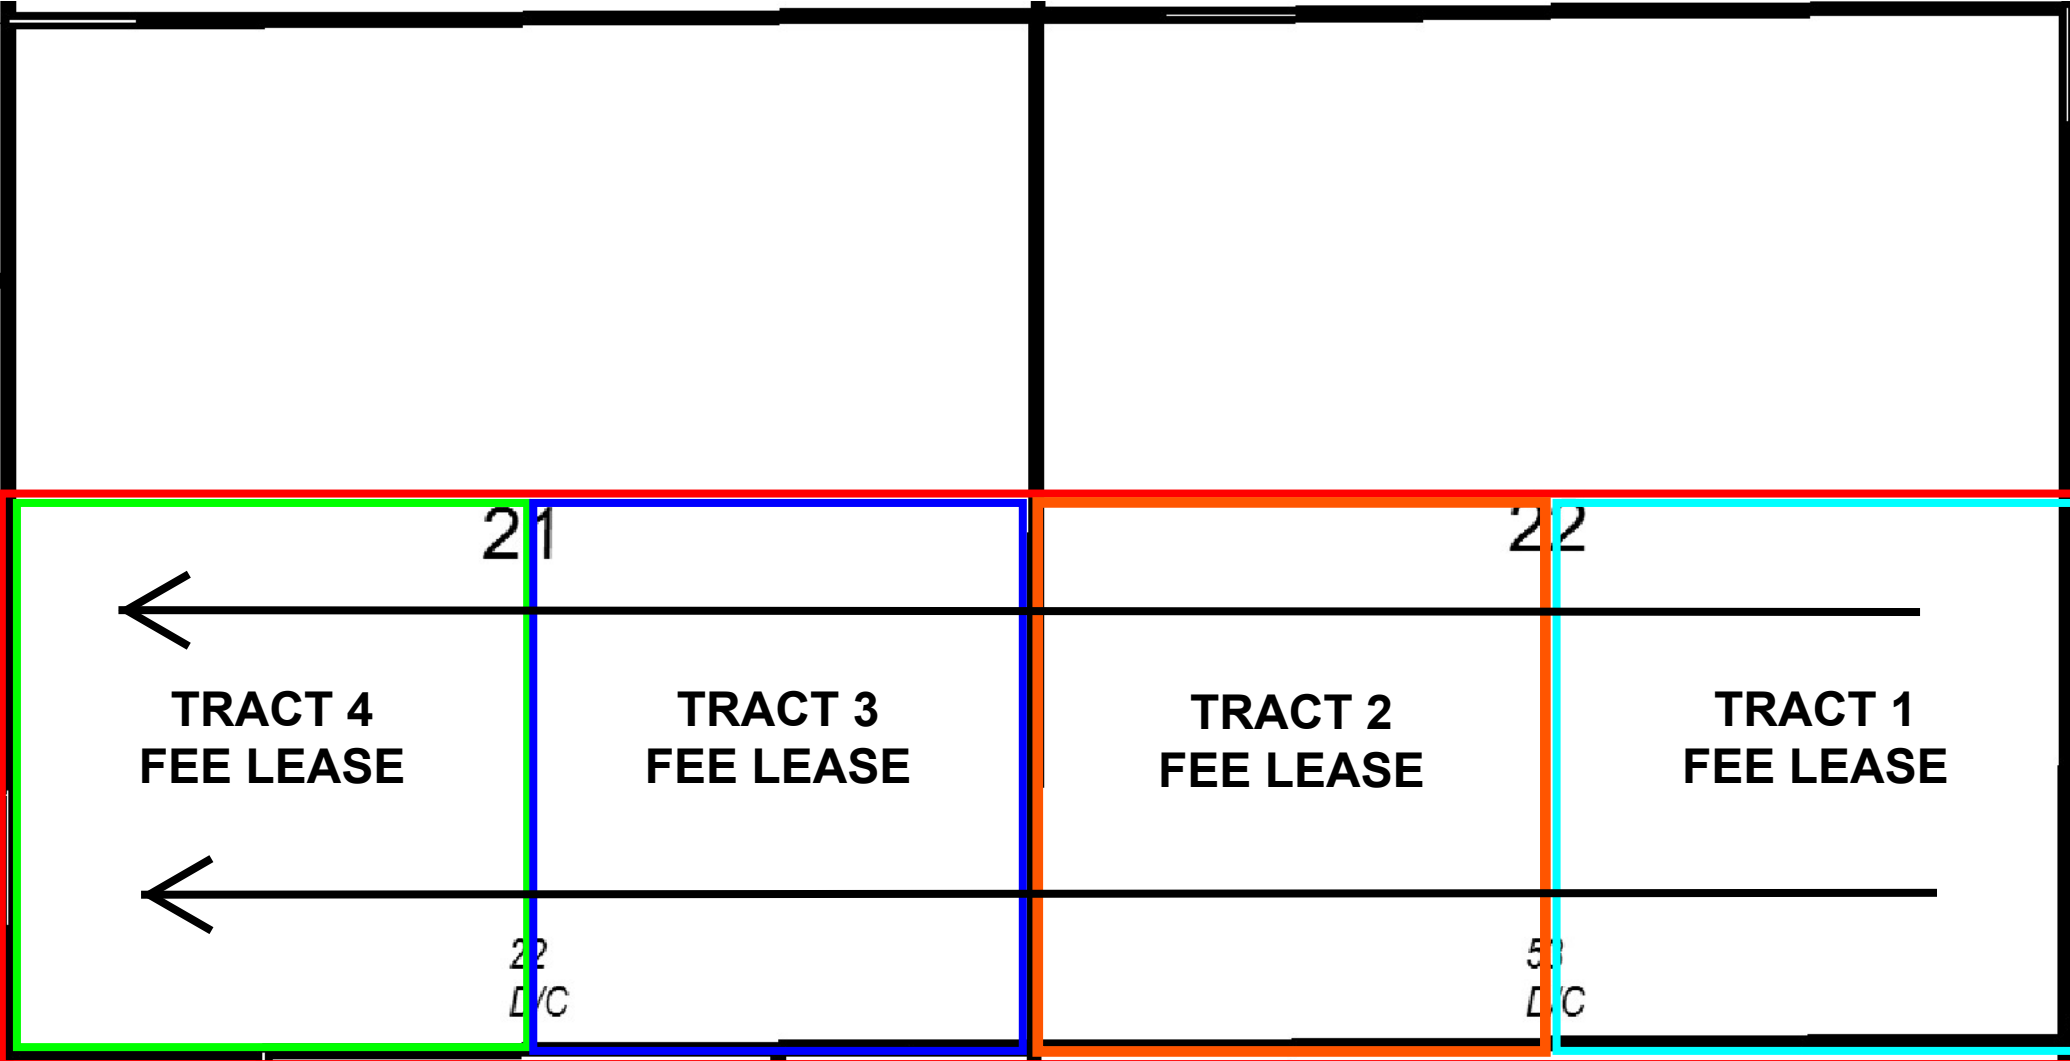 21
22
TRACT 4
FEE LEASE
TRACT 3
FEE LEASE
TRACT 2
FEE LEASE
TRACT 1
FEE LEASE
22
D/C
53
D/C